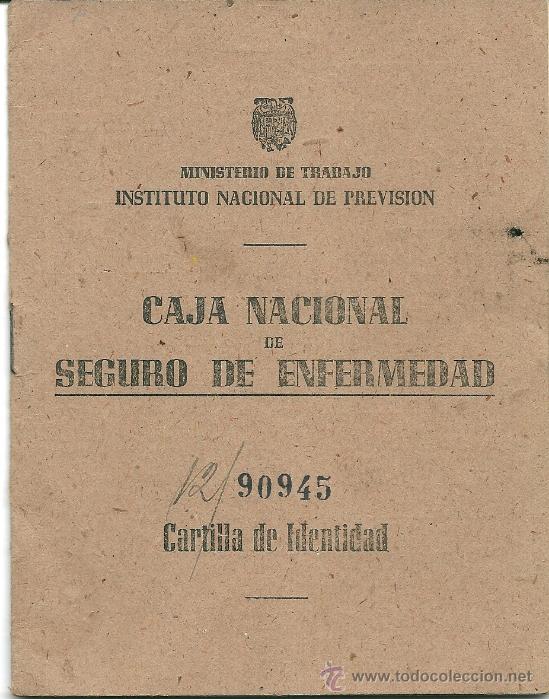 MINISTERIO DE TRABAJO
INSTITUTO NACIONAL DE PREVISION
CAJA NACIONAL
DE
SEGURO DE ENFERMEDAD
12/90945
Cartilla de Identidad
© www.todocoleccion.net